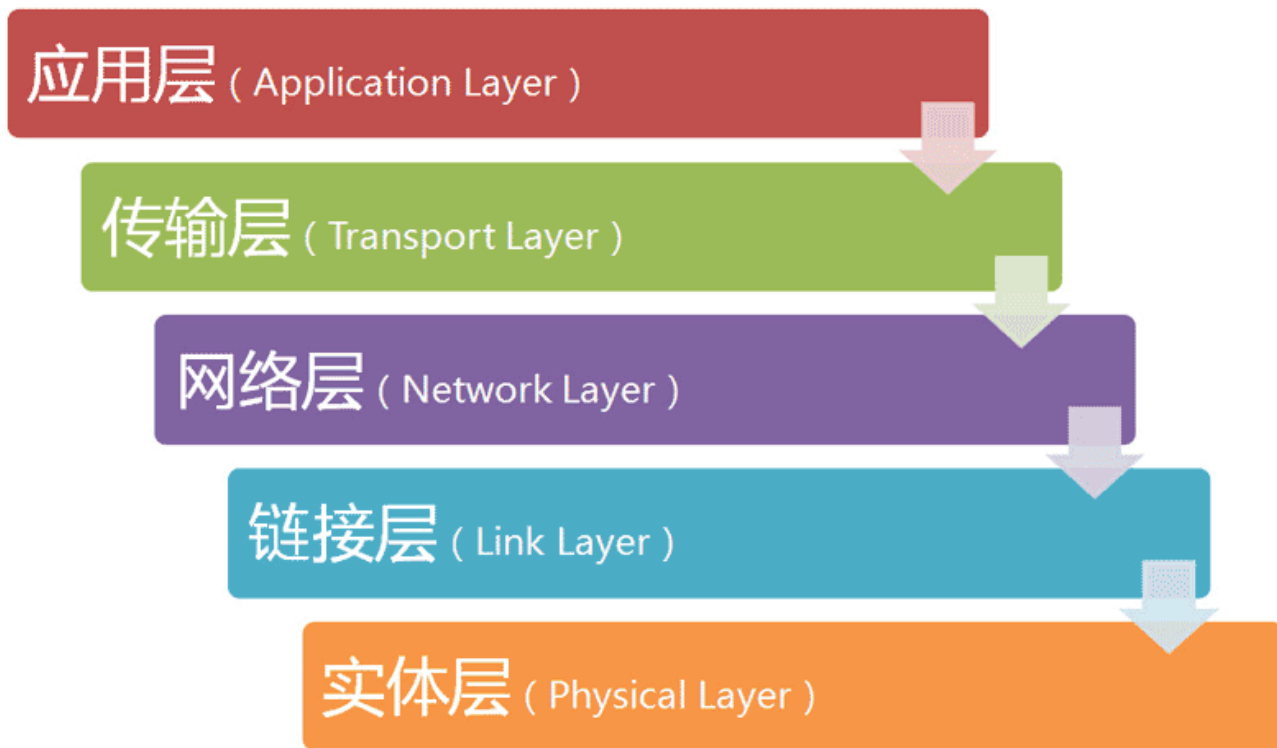 应用层（Application Layer）
传输层（Transport Layer）
网络层（Network Layer）
链接层（Link Layer）
实体层（Physical Layer）